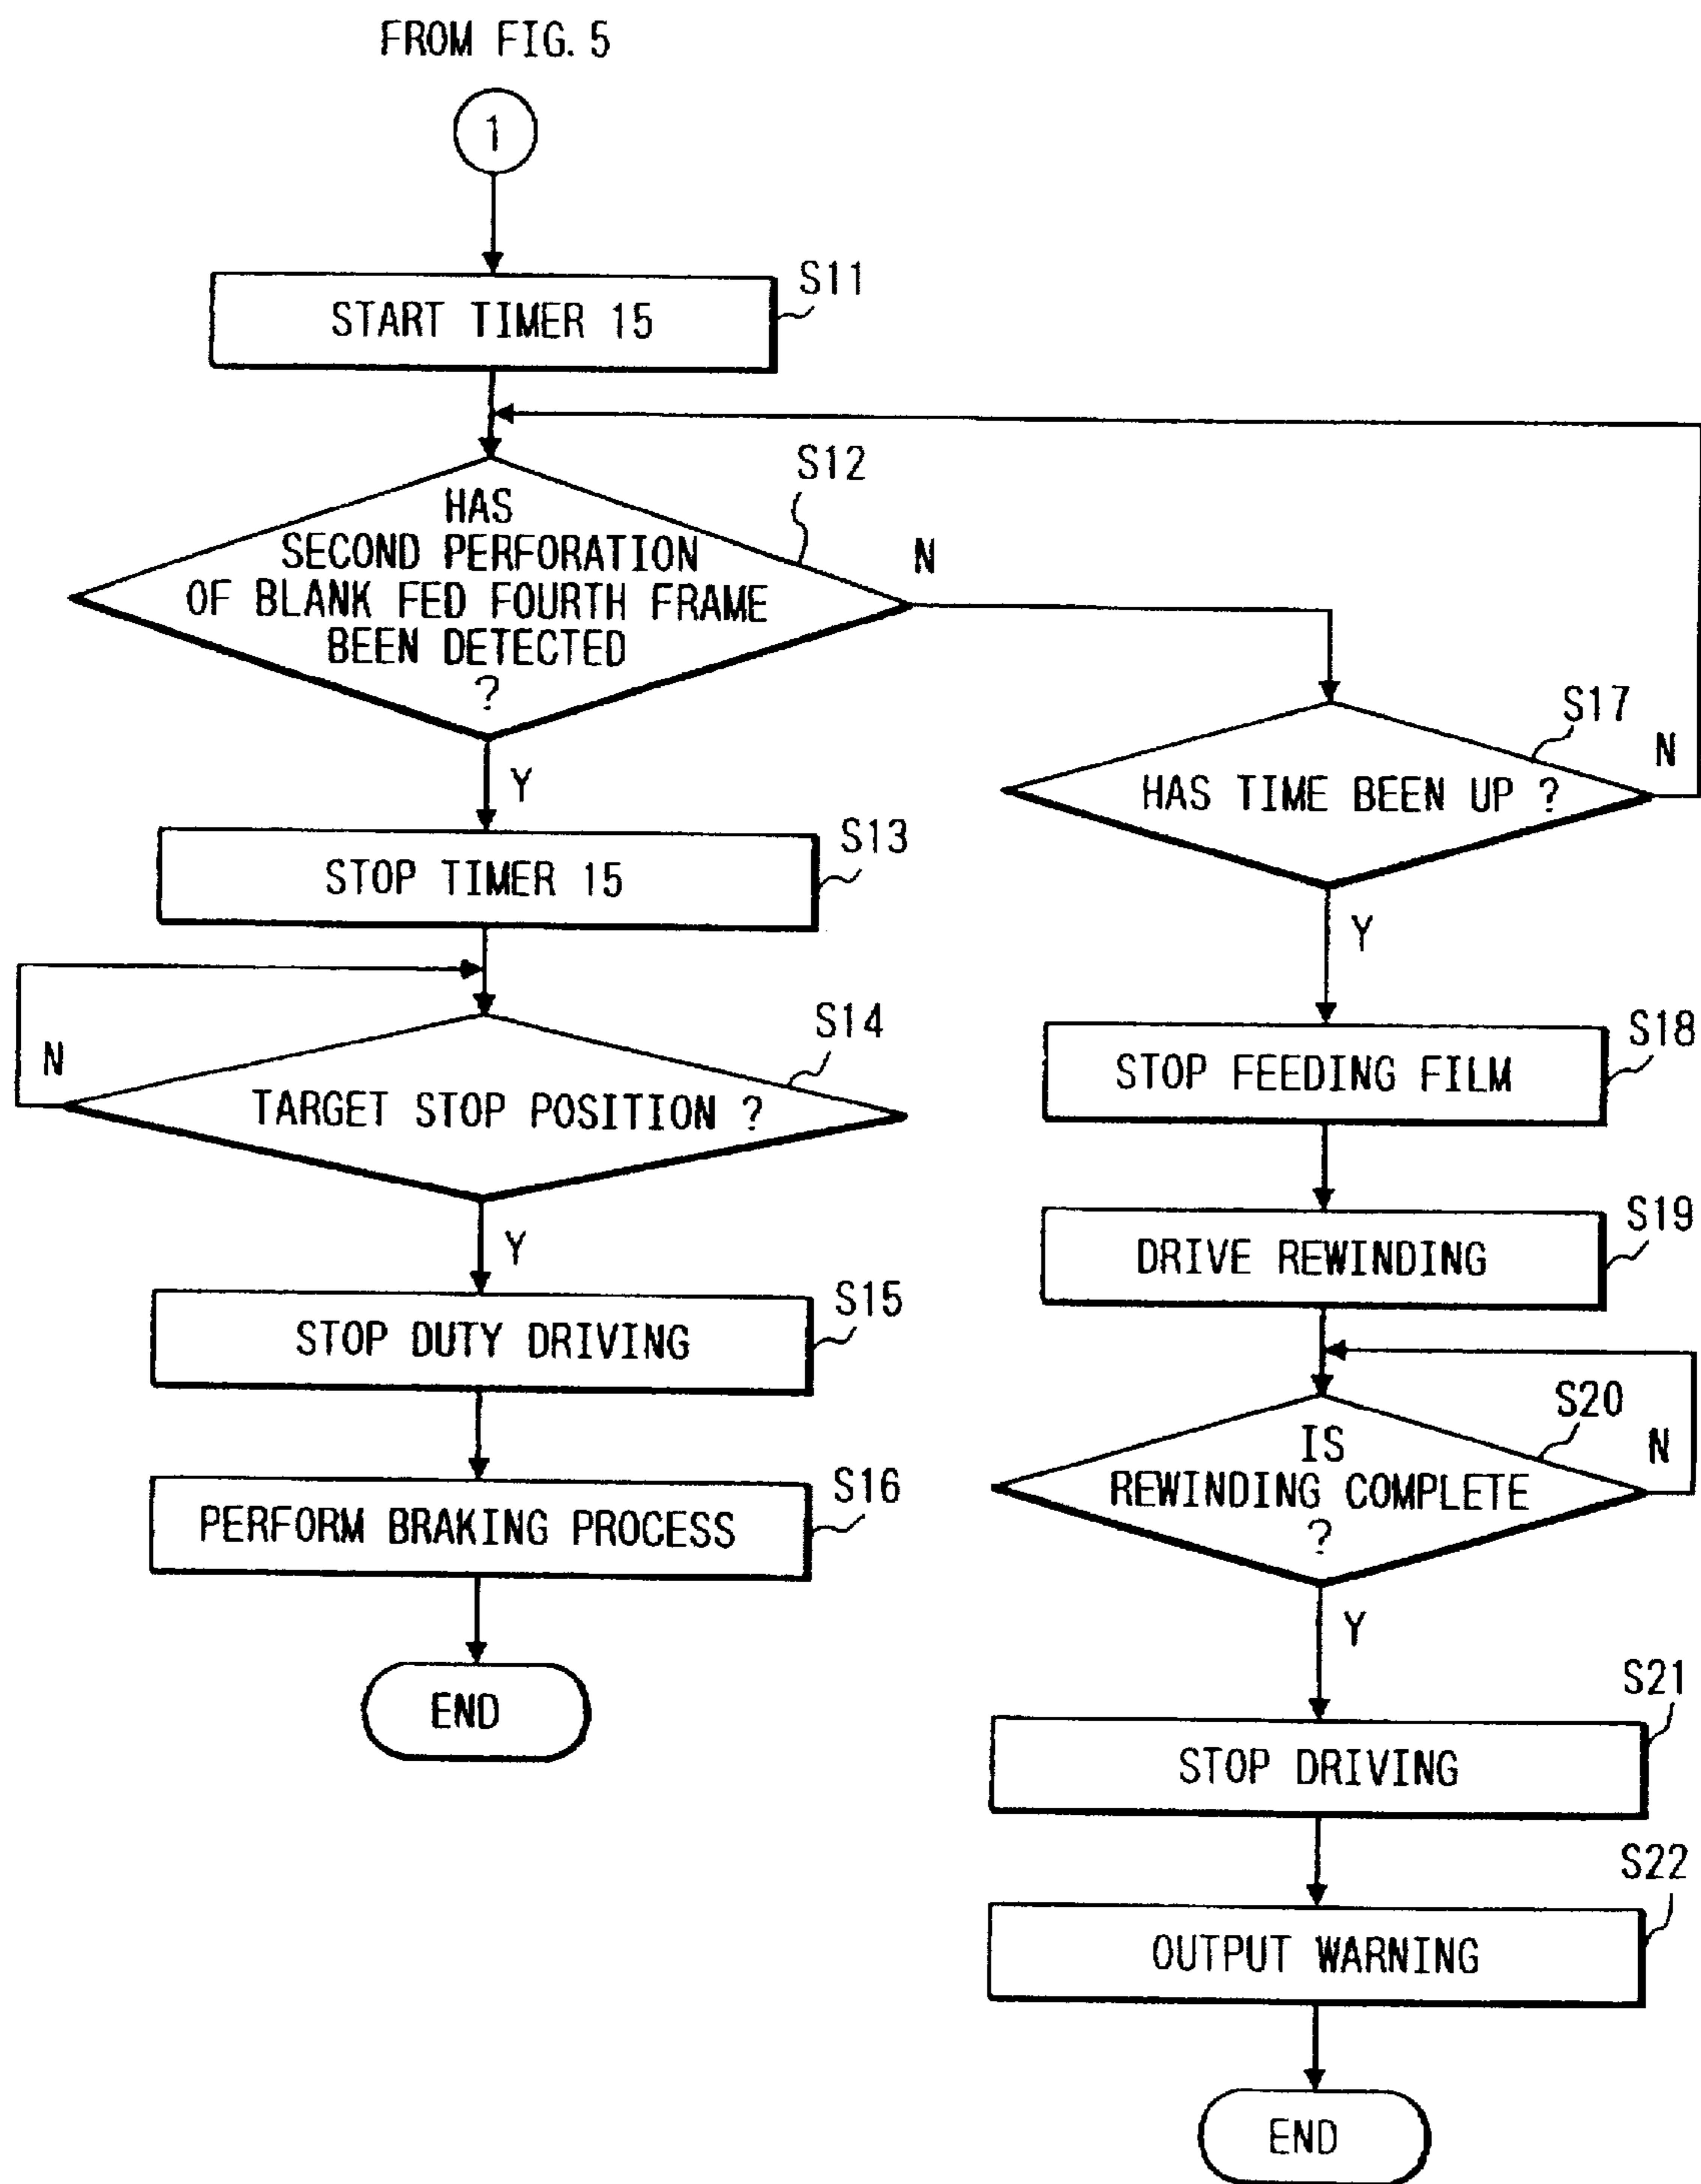 FROM FIG. 5
1
START TIMER 15
S11
HAS
SECOND PERFORATION
OF BLANK FED FOURTH FRAME
BEEN DETECTED
?
S12
N
Y
STOP TIMER 15
S13
TARGET STOP POSITION ?
S14
N
Y
STOP DUTY DRIVING
S15
PERFORM BRAKING PROCESS
S16
END
HAS TIME BEEN UP ?
S17
N
Y
STOP FEEDING FILM
S18
DRIVE REWINDING
S19
IS
REWINDING COMPLETE
?
S20
N
Y
STOP DRIVING
S21
OUTPUT WARNING
S22
END